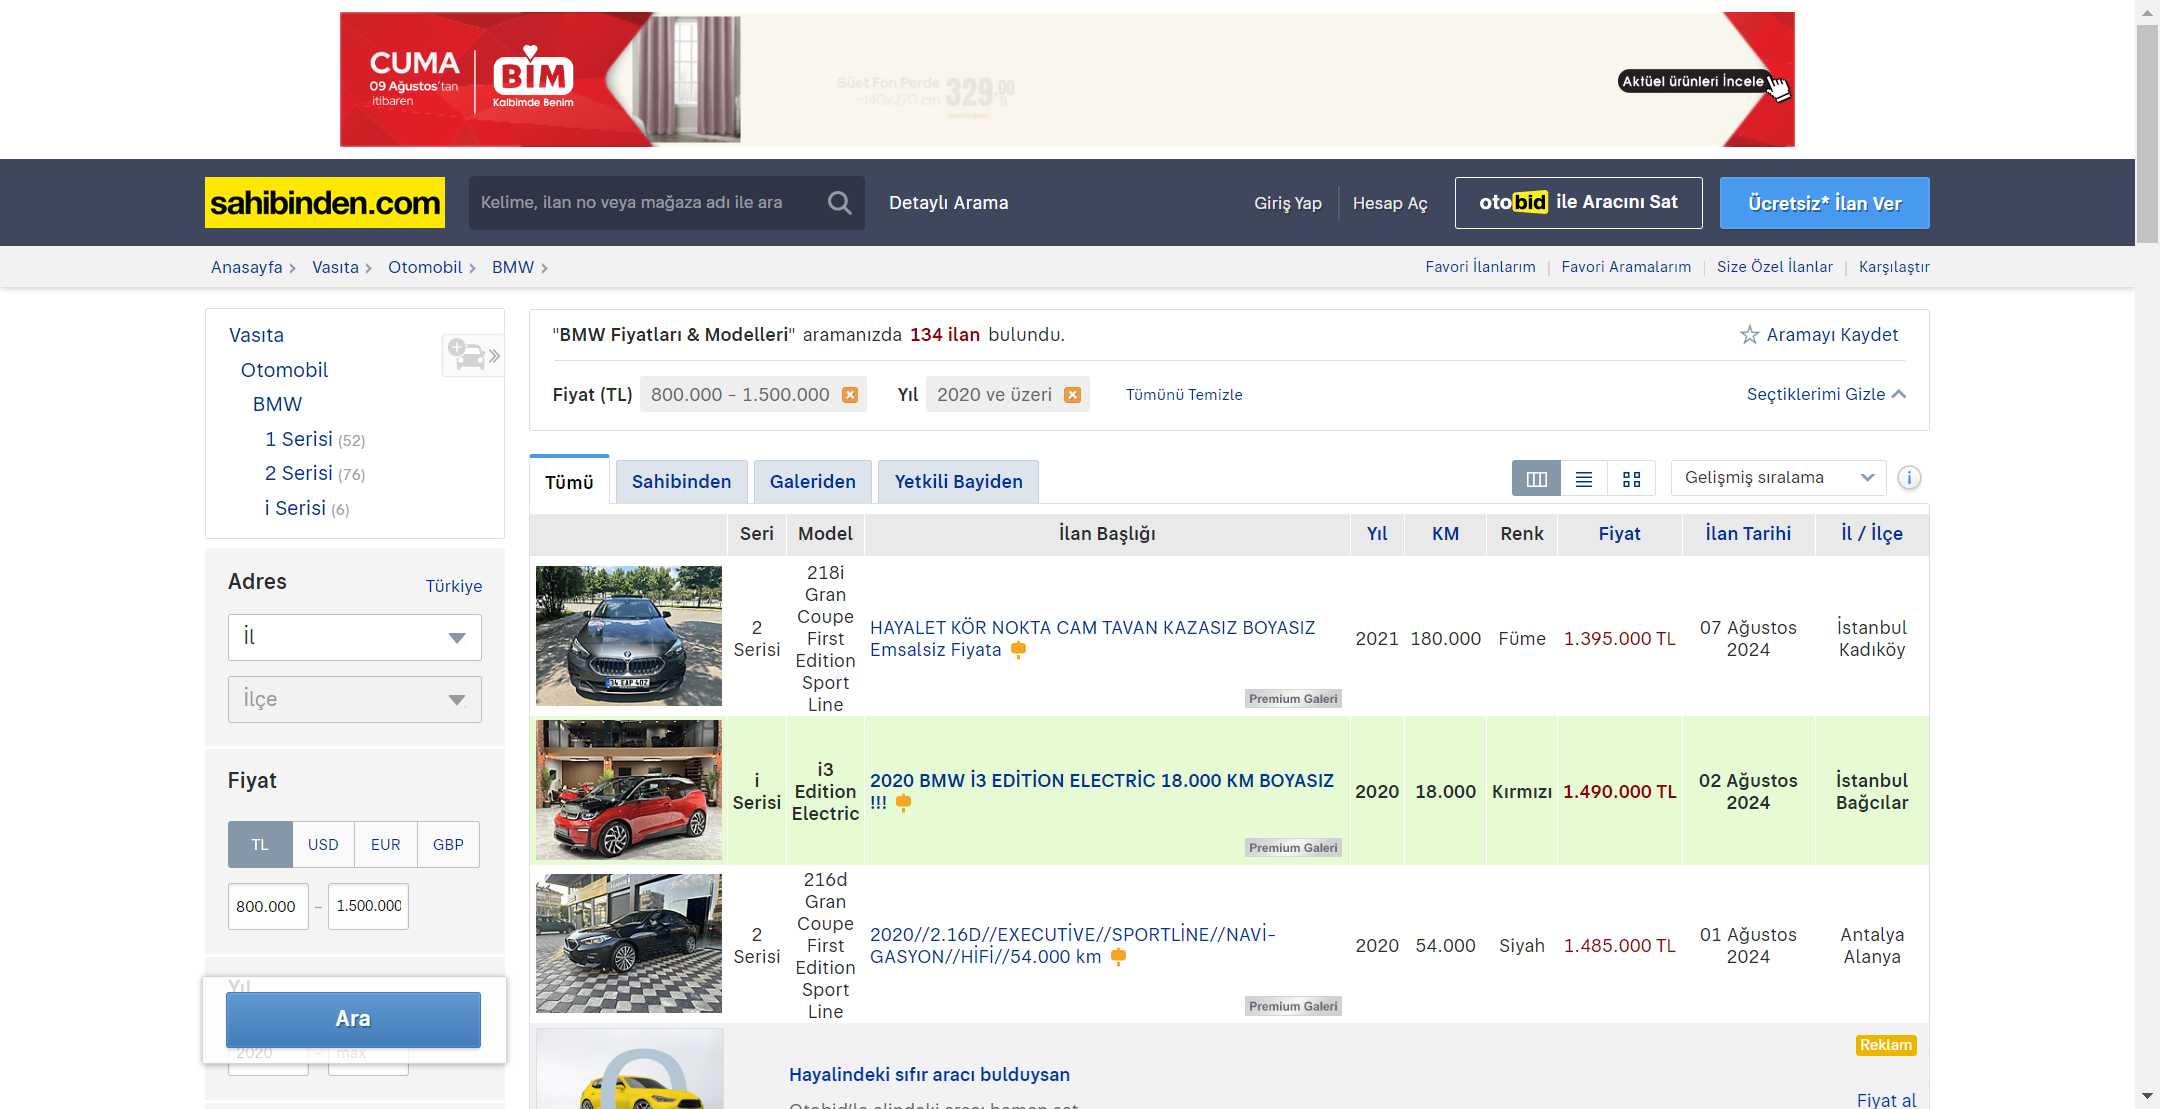 CUMA
09 Ağustos'tan
itibaren
BİM
Kalbimde Benim
Süet Fon Perde
~140x270 cm
329.00
TL
Aktüel ürünleri İncele
sahibinden.com
Kelime, ilan no veya mağaza adı ile ara
Detaylı Arama
Giriş Yap
Hesap Aç
otobid ile Aracını Sat
Ücretsiz* İlan Ver
Anasayfa
Vasıta
Otomobil
BMW
Favori İlanlarım
Favori Aramalarım
Size Özel İlanlar
Karşılaştır
Vasıta
Otomobil
BMW
1 Serisi (52)
2 Serisi (76)
i Serisi (6)
Adres
Türkiye
İl
İlçe
Fiyat
TL
USD
EUR
GBP
800.000 - 1.500.000
Yıl
Ara
2020 - max
"BMW Fiyatları & Modelleri" aramanızda 134 ilan bulundu.
Aramayı Kaydet
Fiyat (TL) 800.000 - 1.500.000
Yıl 2020 ve üzeri
Tümünü Temizle
Seçtiklerimi Gizle
Tümü
Sahibinden
Galeriden
Yetkili Bayiden
Gelişmiş sıralama
i
Seri
Model
İlan Başlığı
Yıl
KM
Renk
Fiyat
İlan Tarihi
İl / İlçe
34 EAP 402
2
Serisi
218i
Gran
Coupe
First
Edition
Sport
Line
HAYALET KÖR NOKTA CAM TAVAN KAZASIZ BOYASIZ
Emsalsiz Fiyata
Premium Galeri
2021
180.000
Füme
1.395.000 TL
07 Ağustos
2024
İstanbul
Kadıköy
i
Serisi
i3
Edition
Electric
2020 BMW İ3 EDİTİON ELECTRİC 18.000 KM BOYASIZ
!!!
Premium Galeri
2020
18.000
Kırmızı
1.490.000 TL
02 Ağustos
2024
İstanbul
Bağcılar
2
Serisi
216d
Gran
Coupe
First
Edition
Sport
Line
2020//2.16D//EXECUTİVE//SPORTLİNE//NAVİ-
GASYON//HİFİ//54.000 km
Premium Galeri
2020
54.000
Siyah
1.485.000 TL
01 Ağustos
2024
Antalya
Alanya
Hayalindeki sıfır aracı bulduysan
Otobid'le elindeki aracı hemen sat
Reklam
Fiyat al